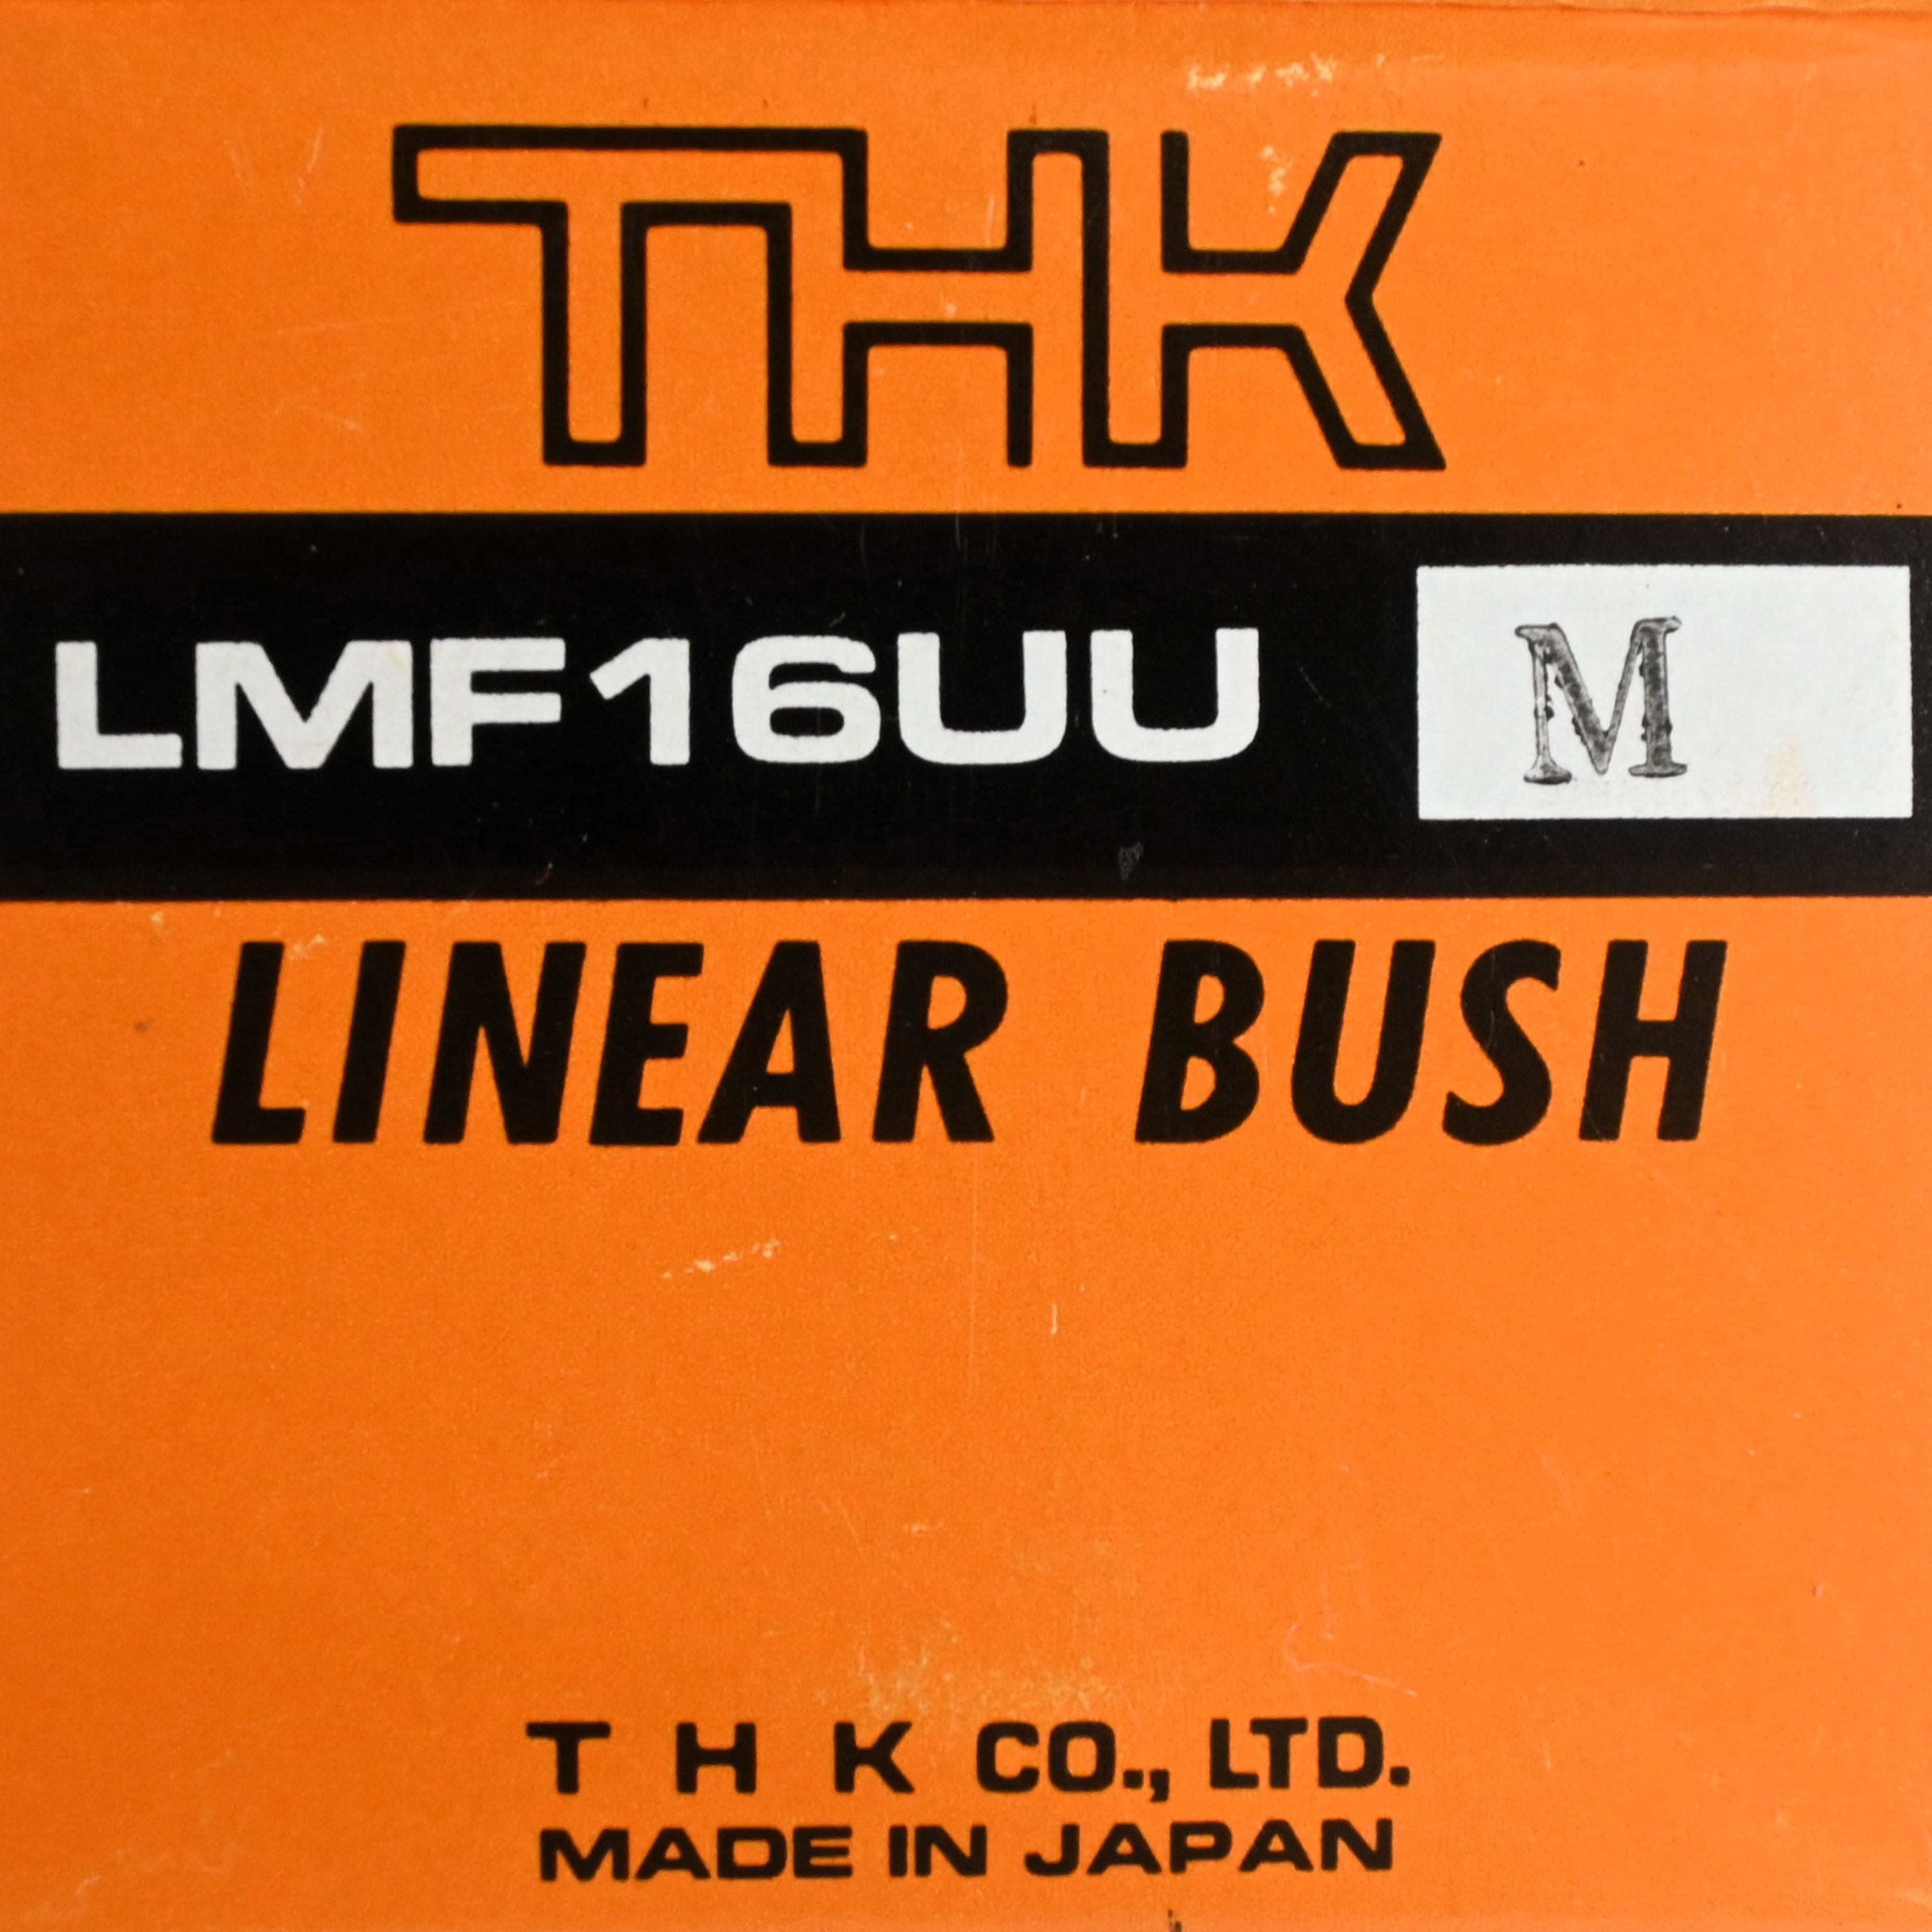 THK
LMF16UU M
LINEAR BUSH
T H K CO., LTD.
MADE IN JAPAN